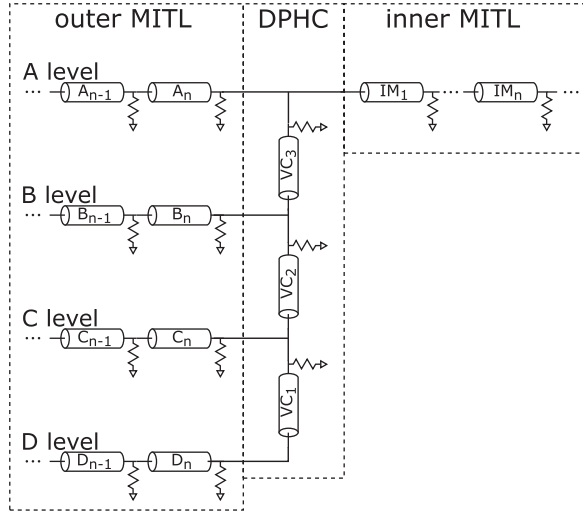 outer MITL DPHC inner MITL
A level
... An-1 An IM1 ... IMn ...
VC3
B level
... Bn-1 Bn
VC2
C level
... Cn-1 Cn
VC1
D level
... Dn-1 Dn